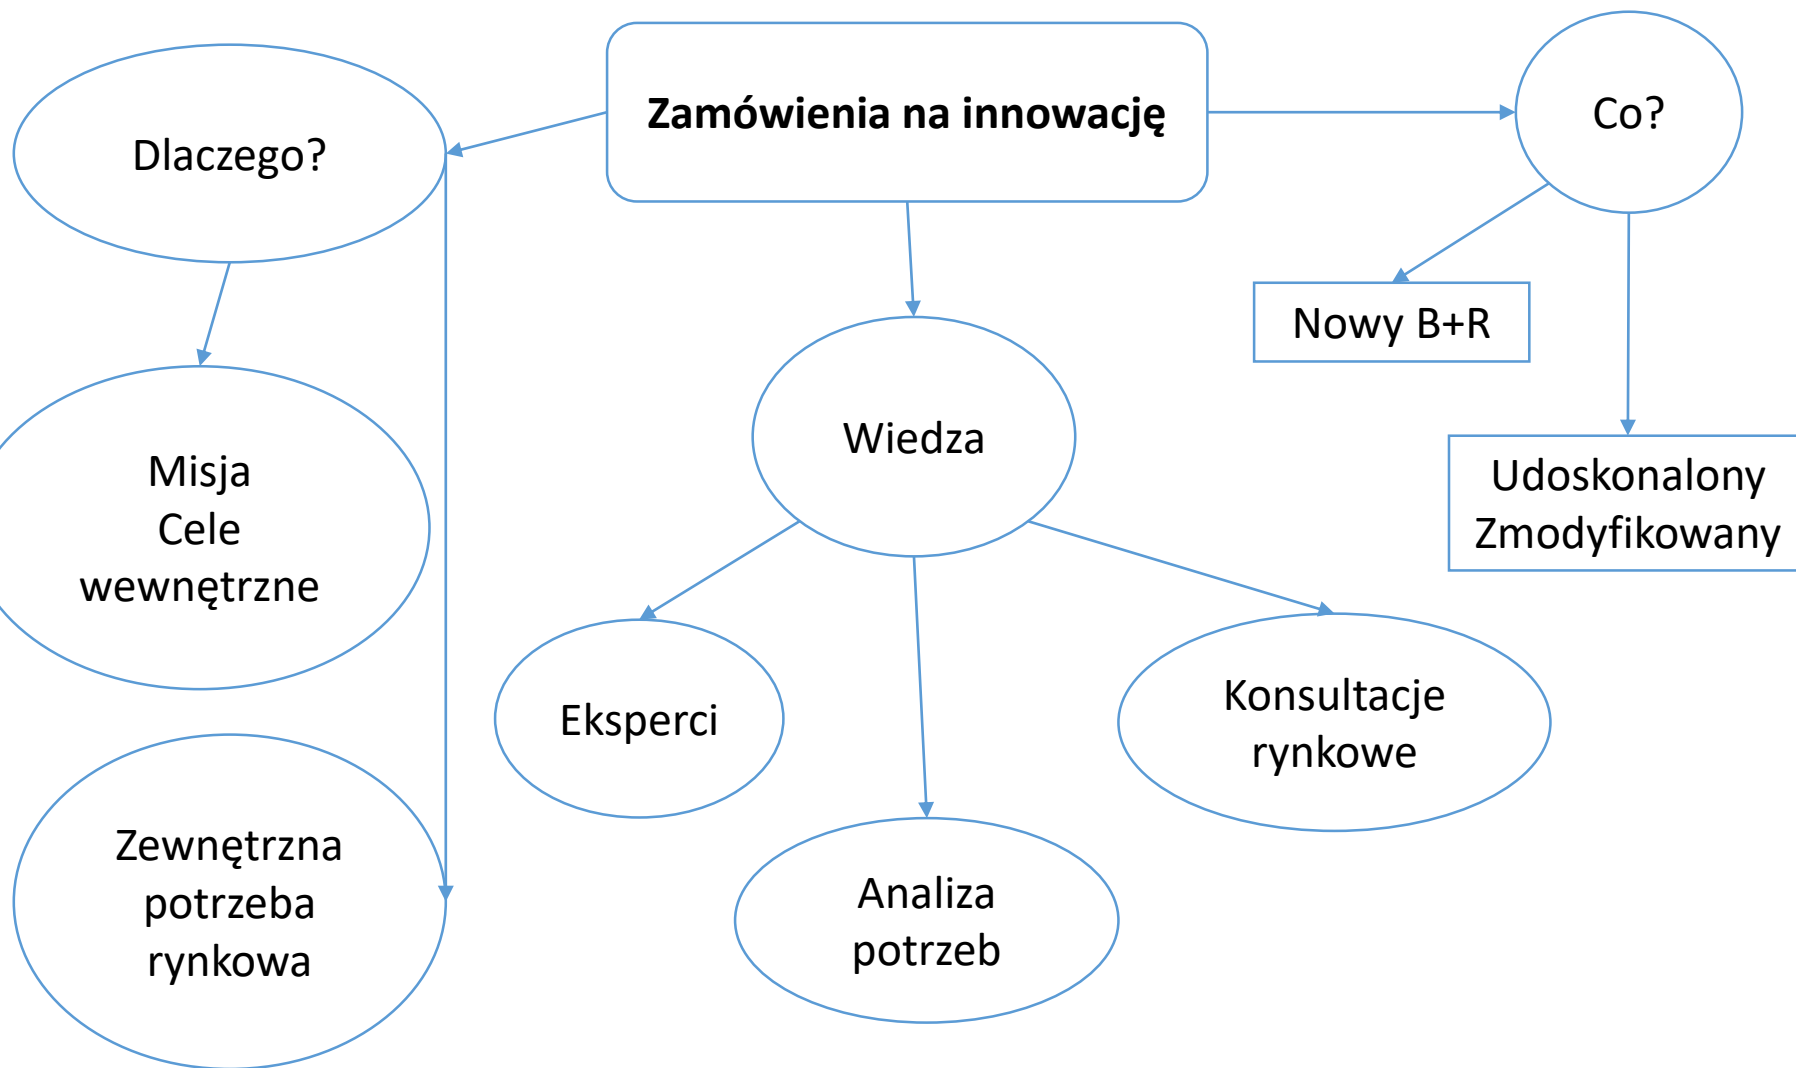 Zamówienia na innowację
Dlaczego?
Co?
Nowy B+R
Udoskonalony
Zmodyfikowany
Wiedza
Misja
Cele
wewnętrzne
Eksperci
Konsultacje
rynkowe
Zewnętrzna
potrzeba
rynkowa
Analiza
potrzeb